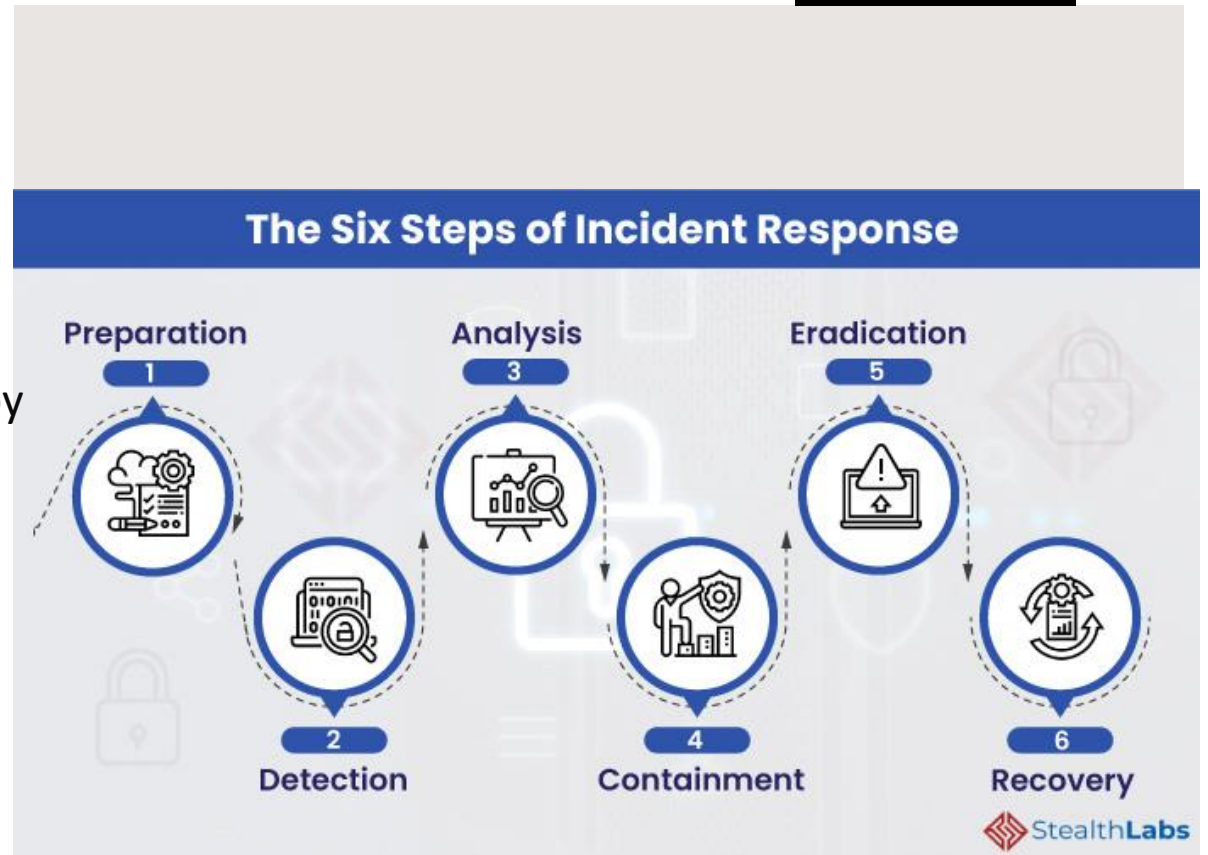 The Six Steps of Incident Response
Preparation
1
Analysis
3
Eradication
5
y
2
Detection
4
Containment
6
Recovery
StealthLabs